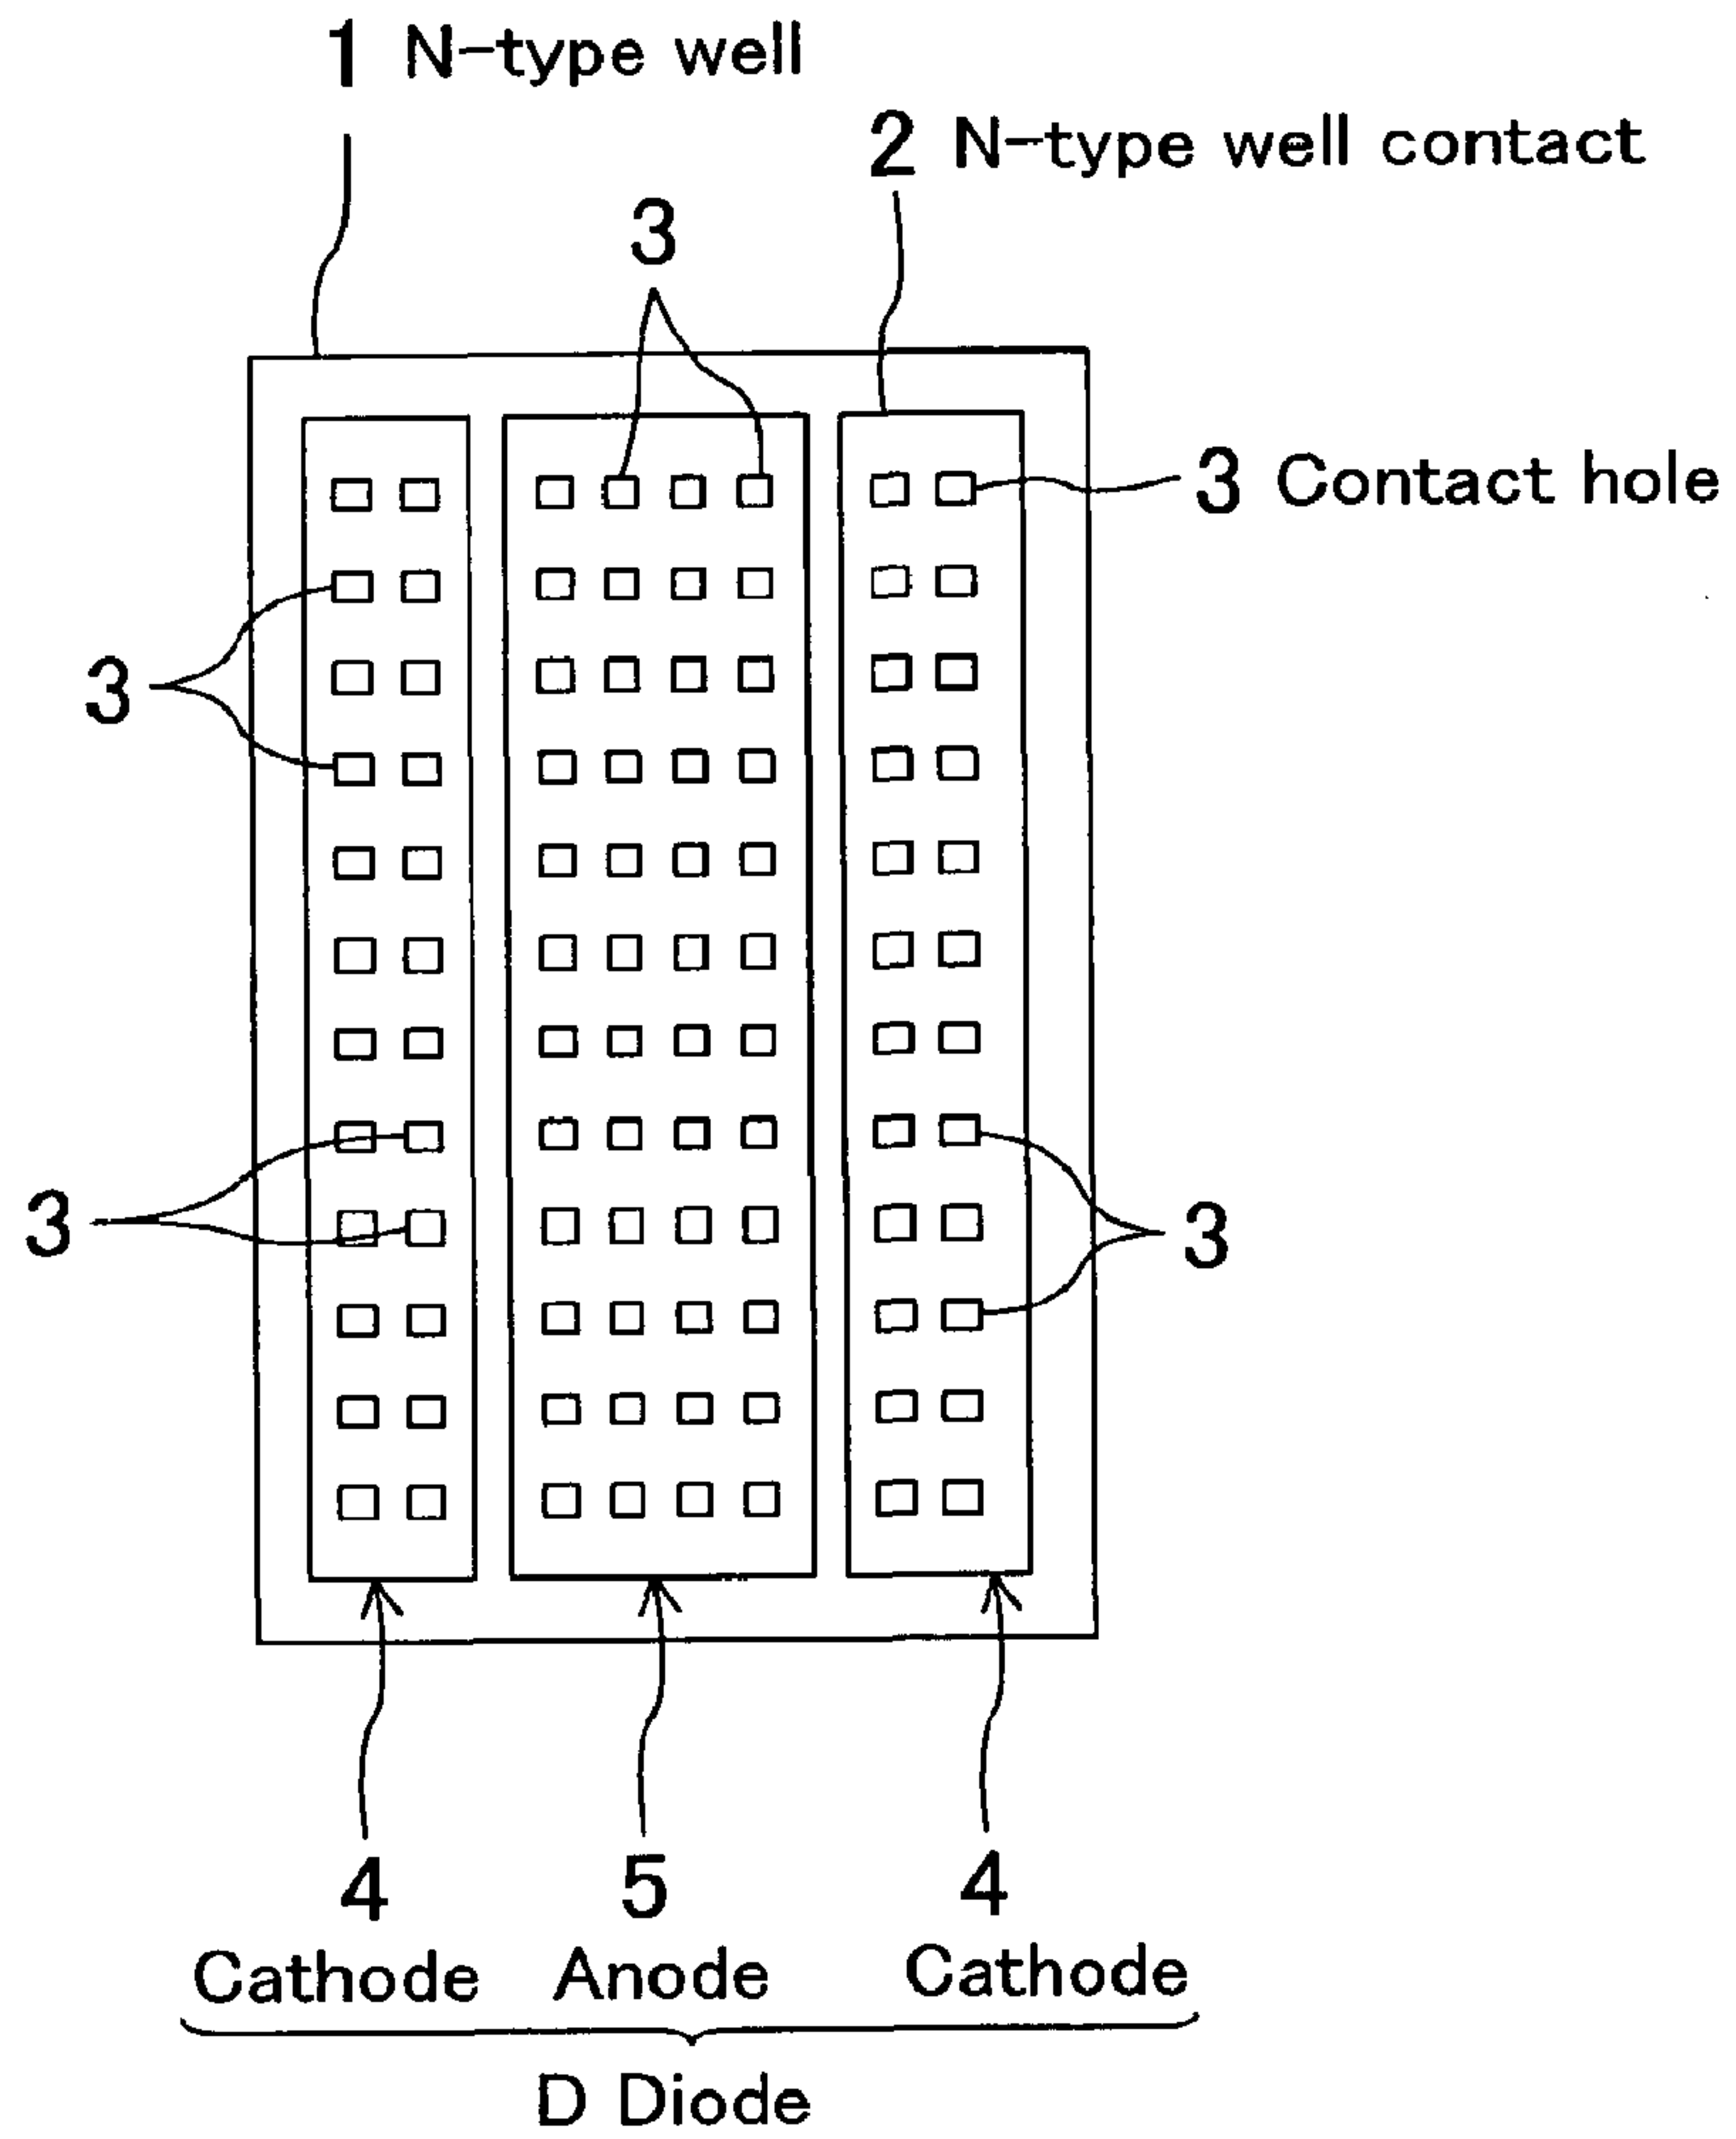 1 N-type well
2 N-type well contact
3
3 Contact hole
3
3
3
4 5 4
Cathode Anode Cathode
D Diode